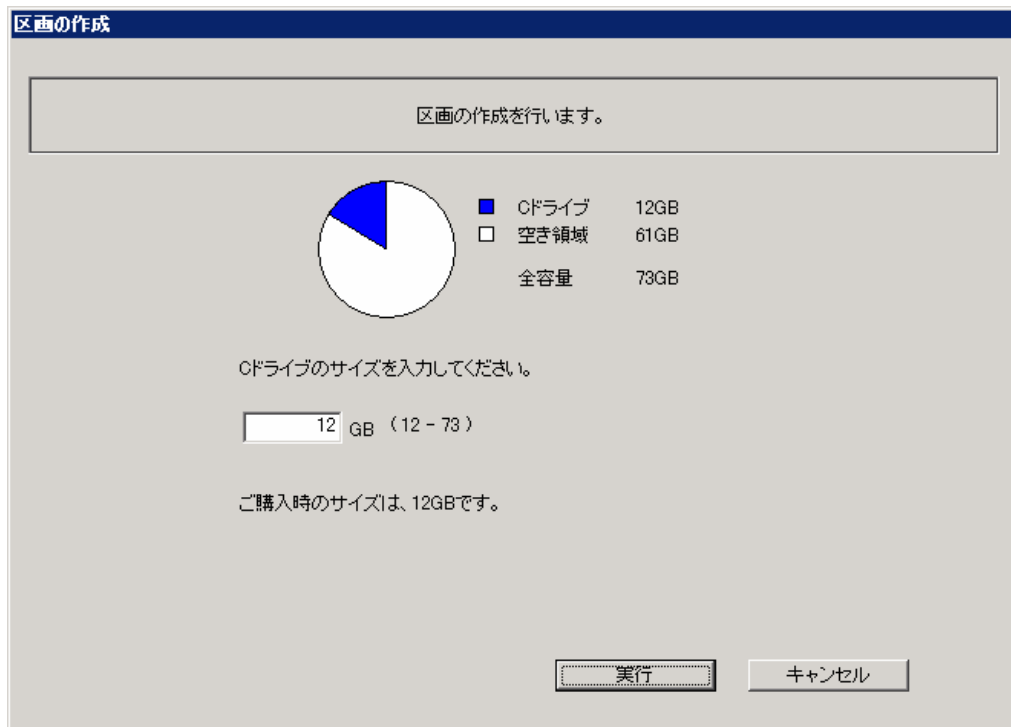 区画の作成
区画の作成を行います。
Cドライブ 12GB
空き領域 61GB
全容量 73GB
Cドライブのサイズを入力してください。
12 GB (12 - 73)
ご購入時のサイズは、12GBです。
実行 キャンセル